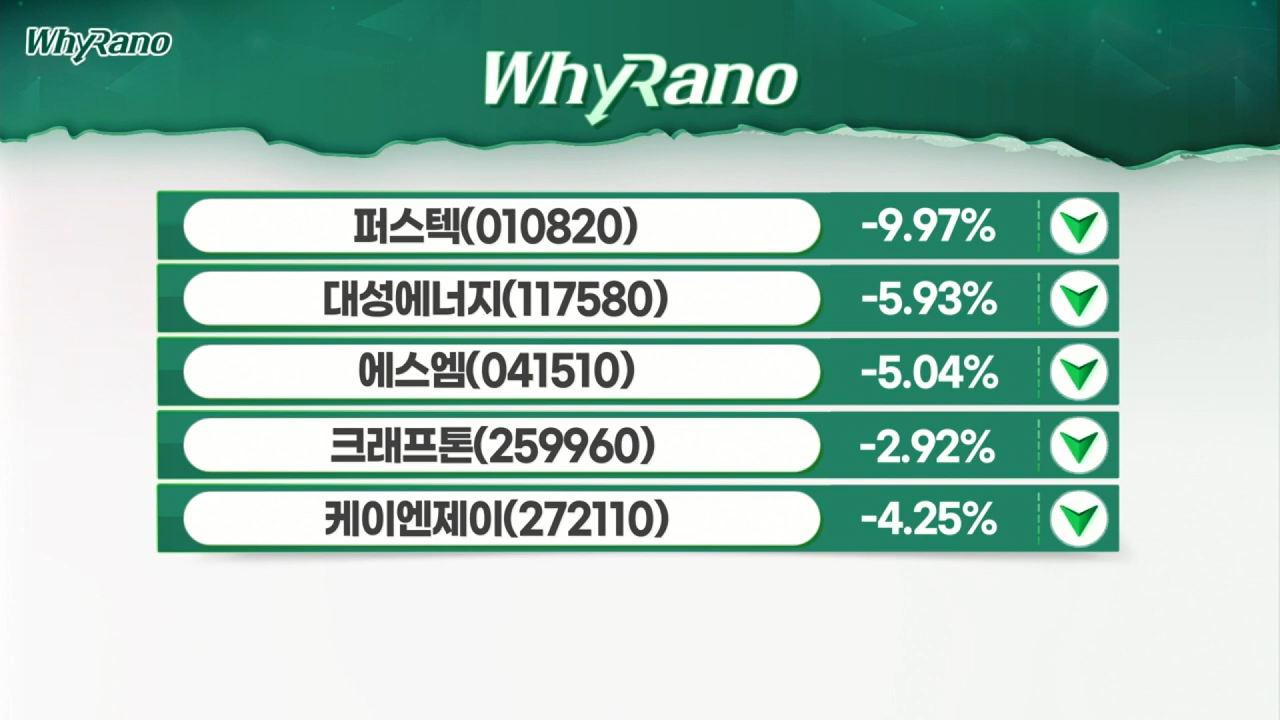 WhyRano
WhyRano
퍼스텍(010820) -9.97%
대성에너지(117580) -5.93%
에스엠(041510) -5.04%
크래프톤(259960) -2.92%
케이엔제이(272110) -4.25%